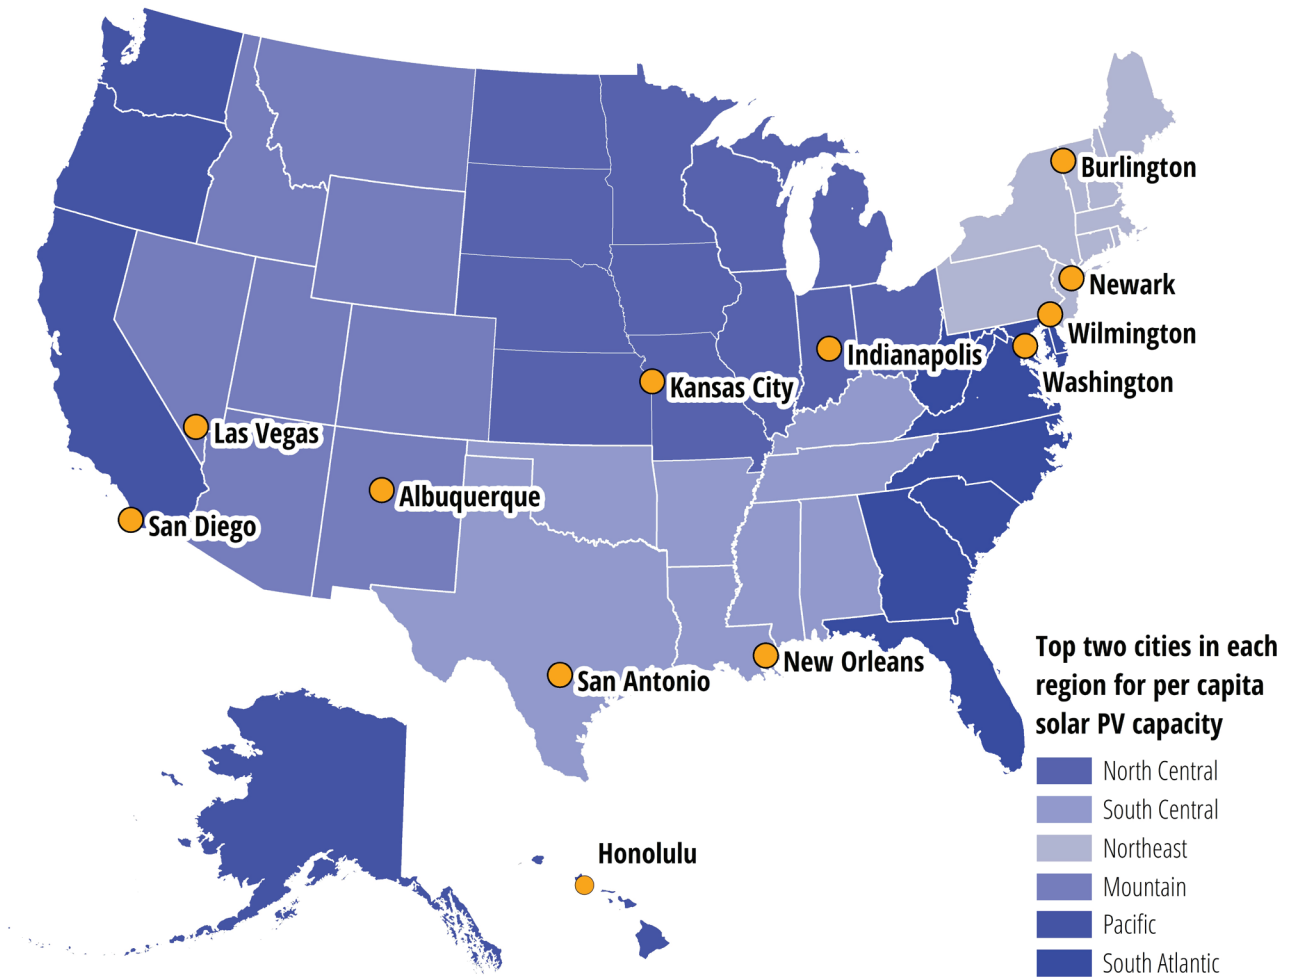 Burlington
Newark
Wilmington
Indianapolis
Washington
Kansas City
Las Vegas
Albuquerque
San Diego
New Orleans
San Antonio
Honolulu
Top two cities in each
region for per capita
solar PV capacity
North Central
South Central
Northeast
Mountain
Pacific
South Atlantic